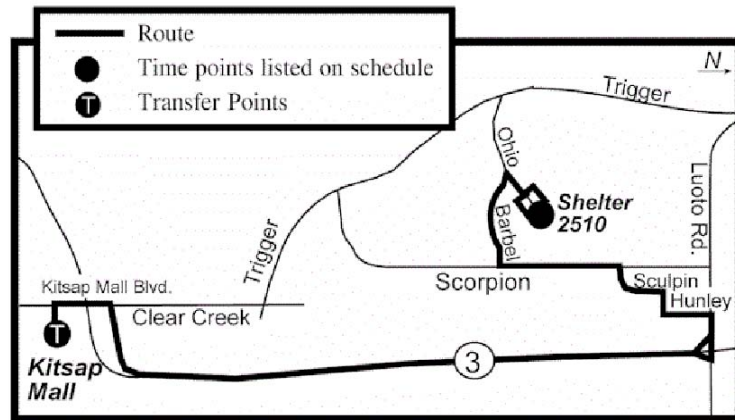 Route
Time points listed on schedule
T Transfer Points
N
Trigger
Ohio
Luoto Rd.
Shelter
2510
Barbel
Trigger
Scorpion
Sculpin
Hunley
Kitsap Mall Blvd.
Clear Creek
T
Kitsap
Mall
3